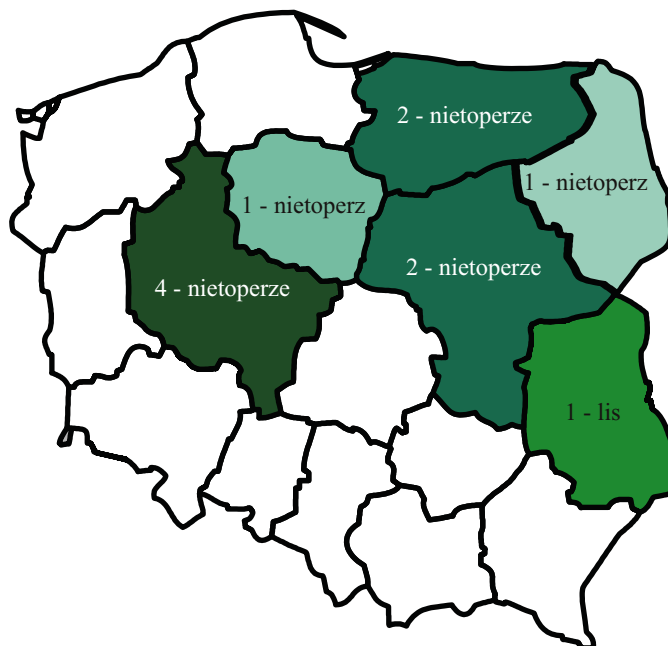 2 - nietoperze
1 - nietoperz
1 - nietoperz
2 - nietoperze
4 - nietoperze
1 - lis